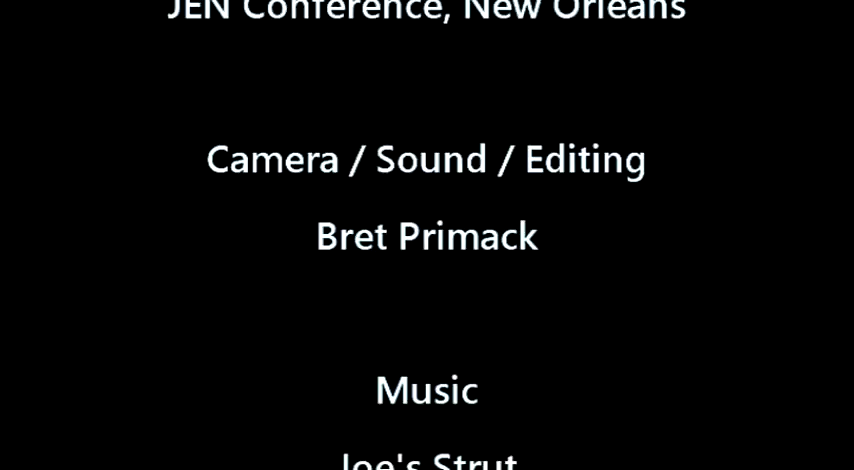 JEN Conference, New Orleans
Camera / Sound / Editing
Bret Primack
Music
Joe's Strut